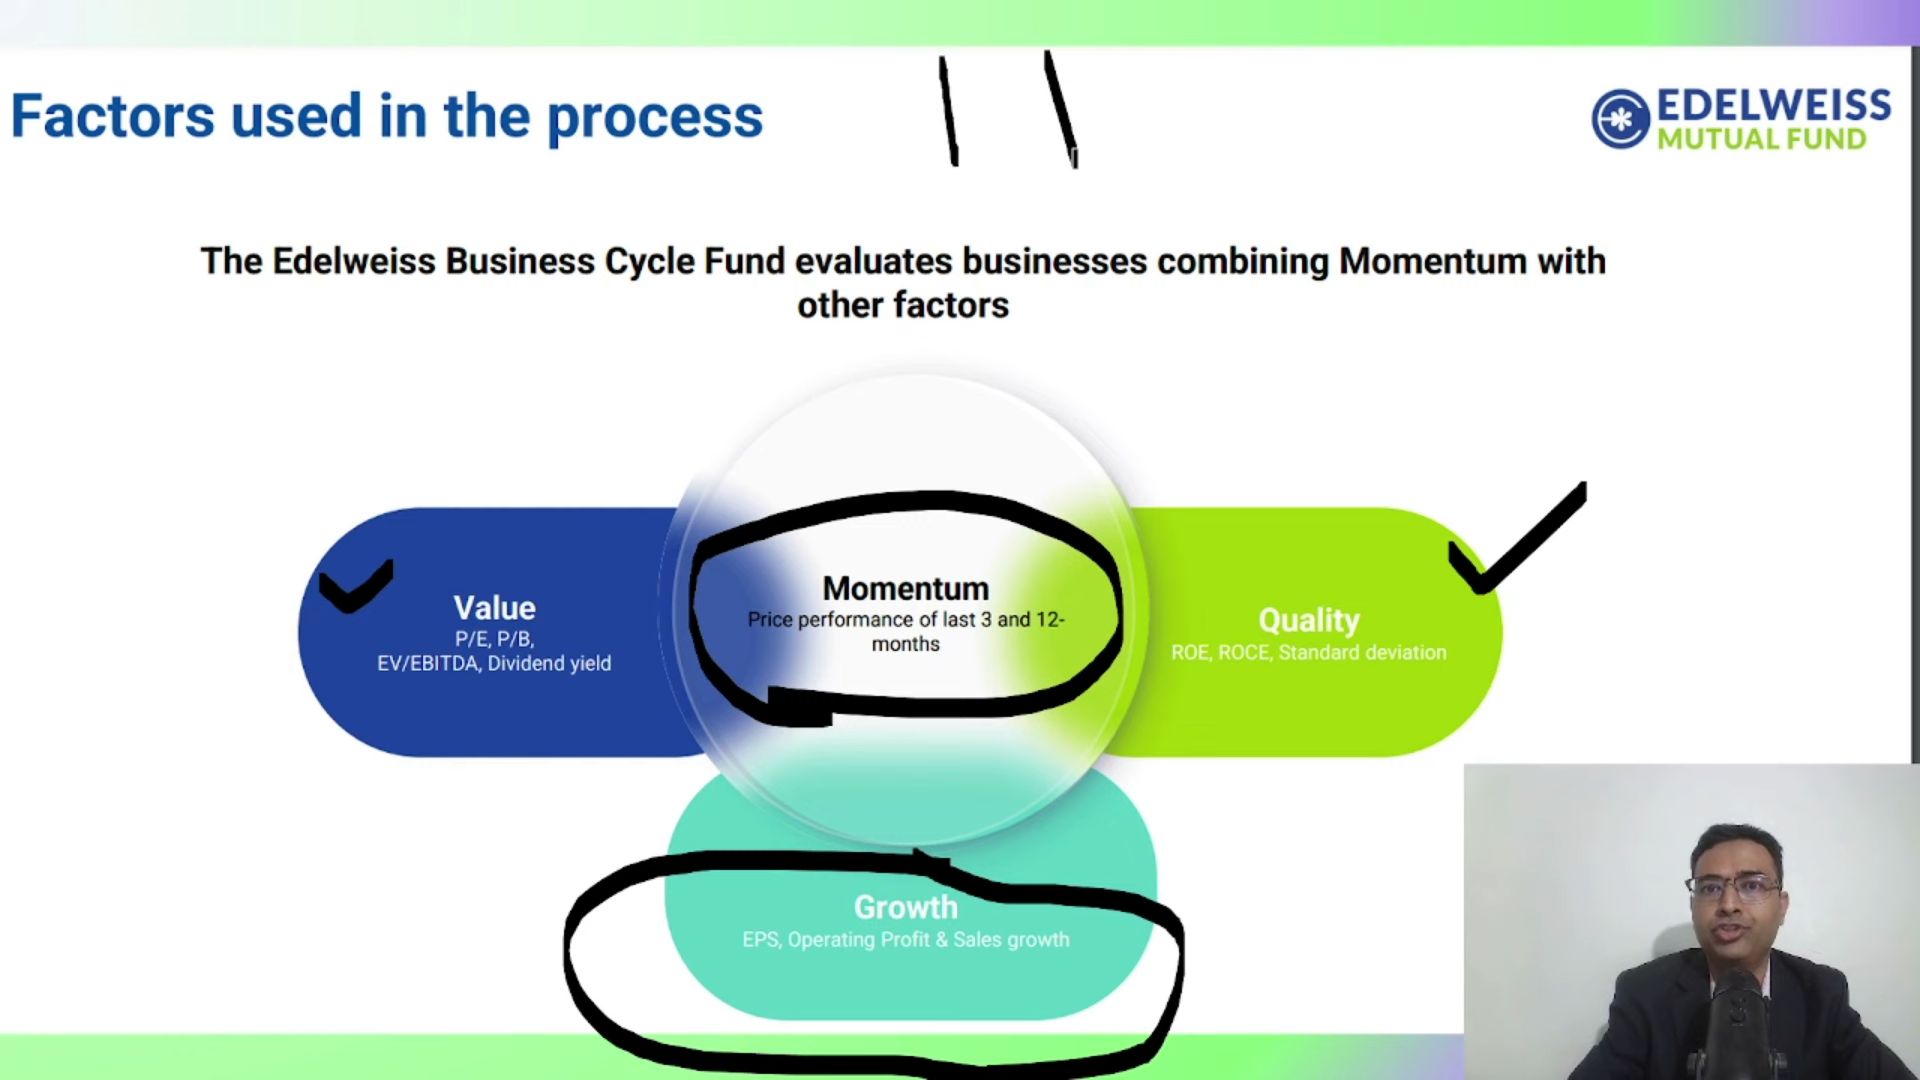 Factors used in the process
EDELWEISS
MUTUAL FUND
The Edelweiss Business Cycle Fund evaluates businesses combining Momentum with
other factors
Value
P/E, P/B,
EV/EBITDA, Dividend yield
Momentum
Price performance of last 3 and 12-
months
Quality
ROE, ROCE, Standard deviation
Growth
EPS, Operating Profit & Sales growth